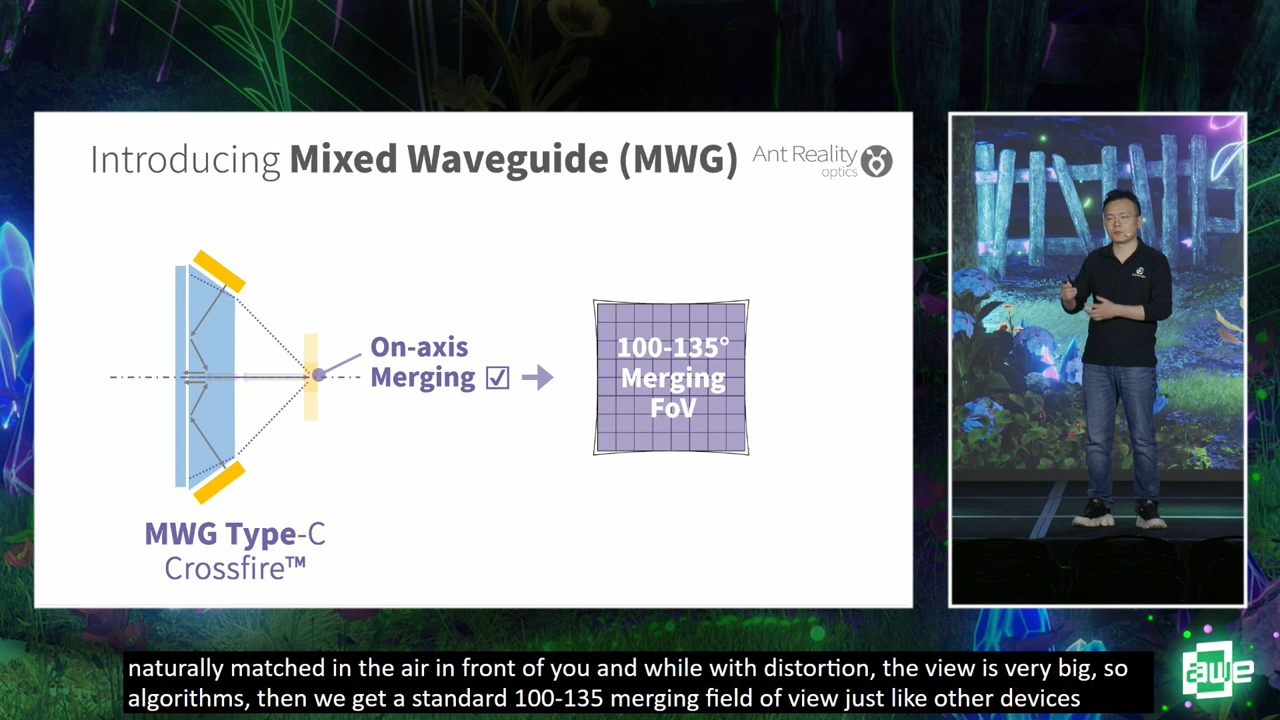 Introducing Mixed Waveguide (MWG)
Ant Reality
optics
On-axis
Merging ☑
100-135°
Merging
FoV
MWG Type-C
Crossfire™
naturally matched in the air in front of you and while with distortion, the view is very big, so
algorithms, then we get a standard 100-135 merging field of view just like other devices
awe